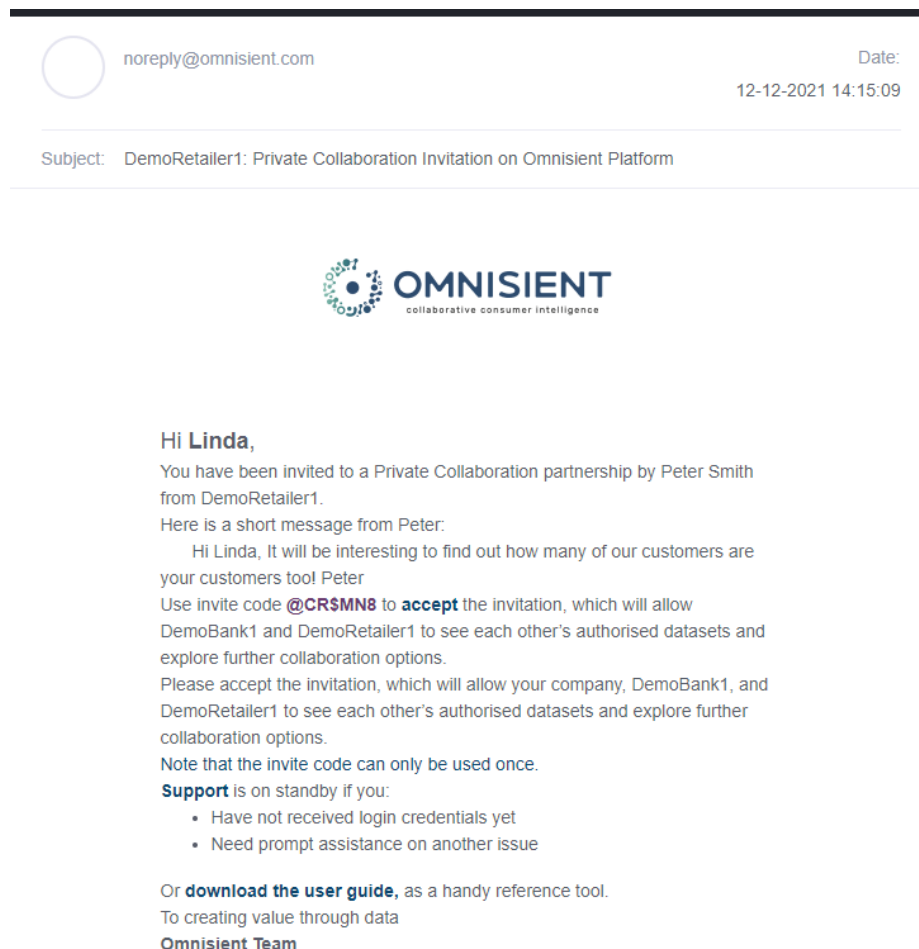 noreply@omnisient.com
Date:
12-12-2021 14:15:09
Subject: DemoRetailer1: Private Collaboration Invitation on Omnisient Platform
OMNISIENT
collaborative consumer intelligence
Hi Linda,
You have been invited to a Private Collaboration partnership by Peter Smith
from DemoRetailer1.
Here is a short message from Peter:
Hi Linda, It will be interesting to find out how many of our customers are
your customers too! Peter
Use invite code @CR$MN8 to accept the invitation, which will allow
DemoBank1 and DemoRetailer1 to see each other's authorised datasets and
explore further collaboration options.
Please accept the invitation, which will allow your company, DemoBank1, and
DemoRetailer1 to see each other's authorised datasets and explore further
collaboration options.
Note that the invite code can only be used once.
Support is on standby if you:
• Have not received login credentials yet
• Need prompt assistance on another issue
Or download the user guide, as a handy reference tool.
To creating value through data
Omnisient Team